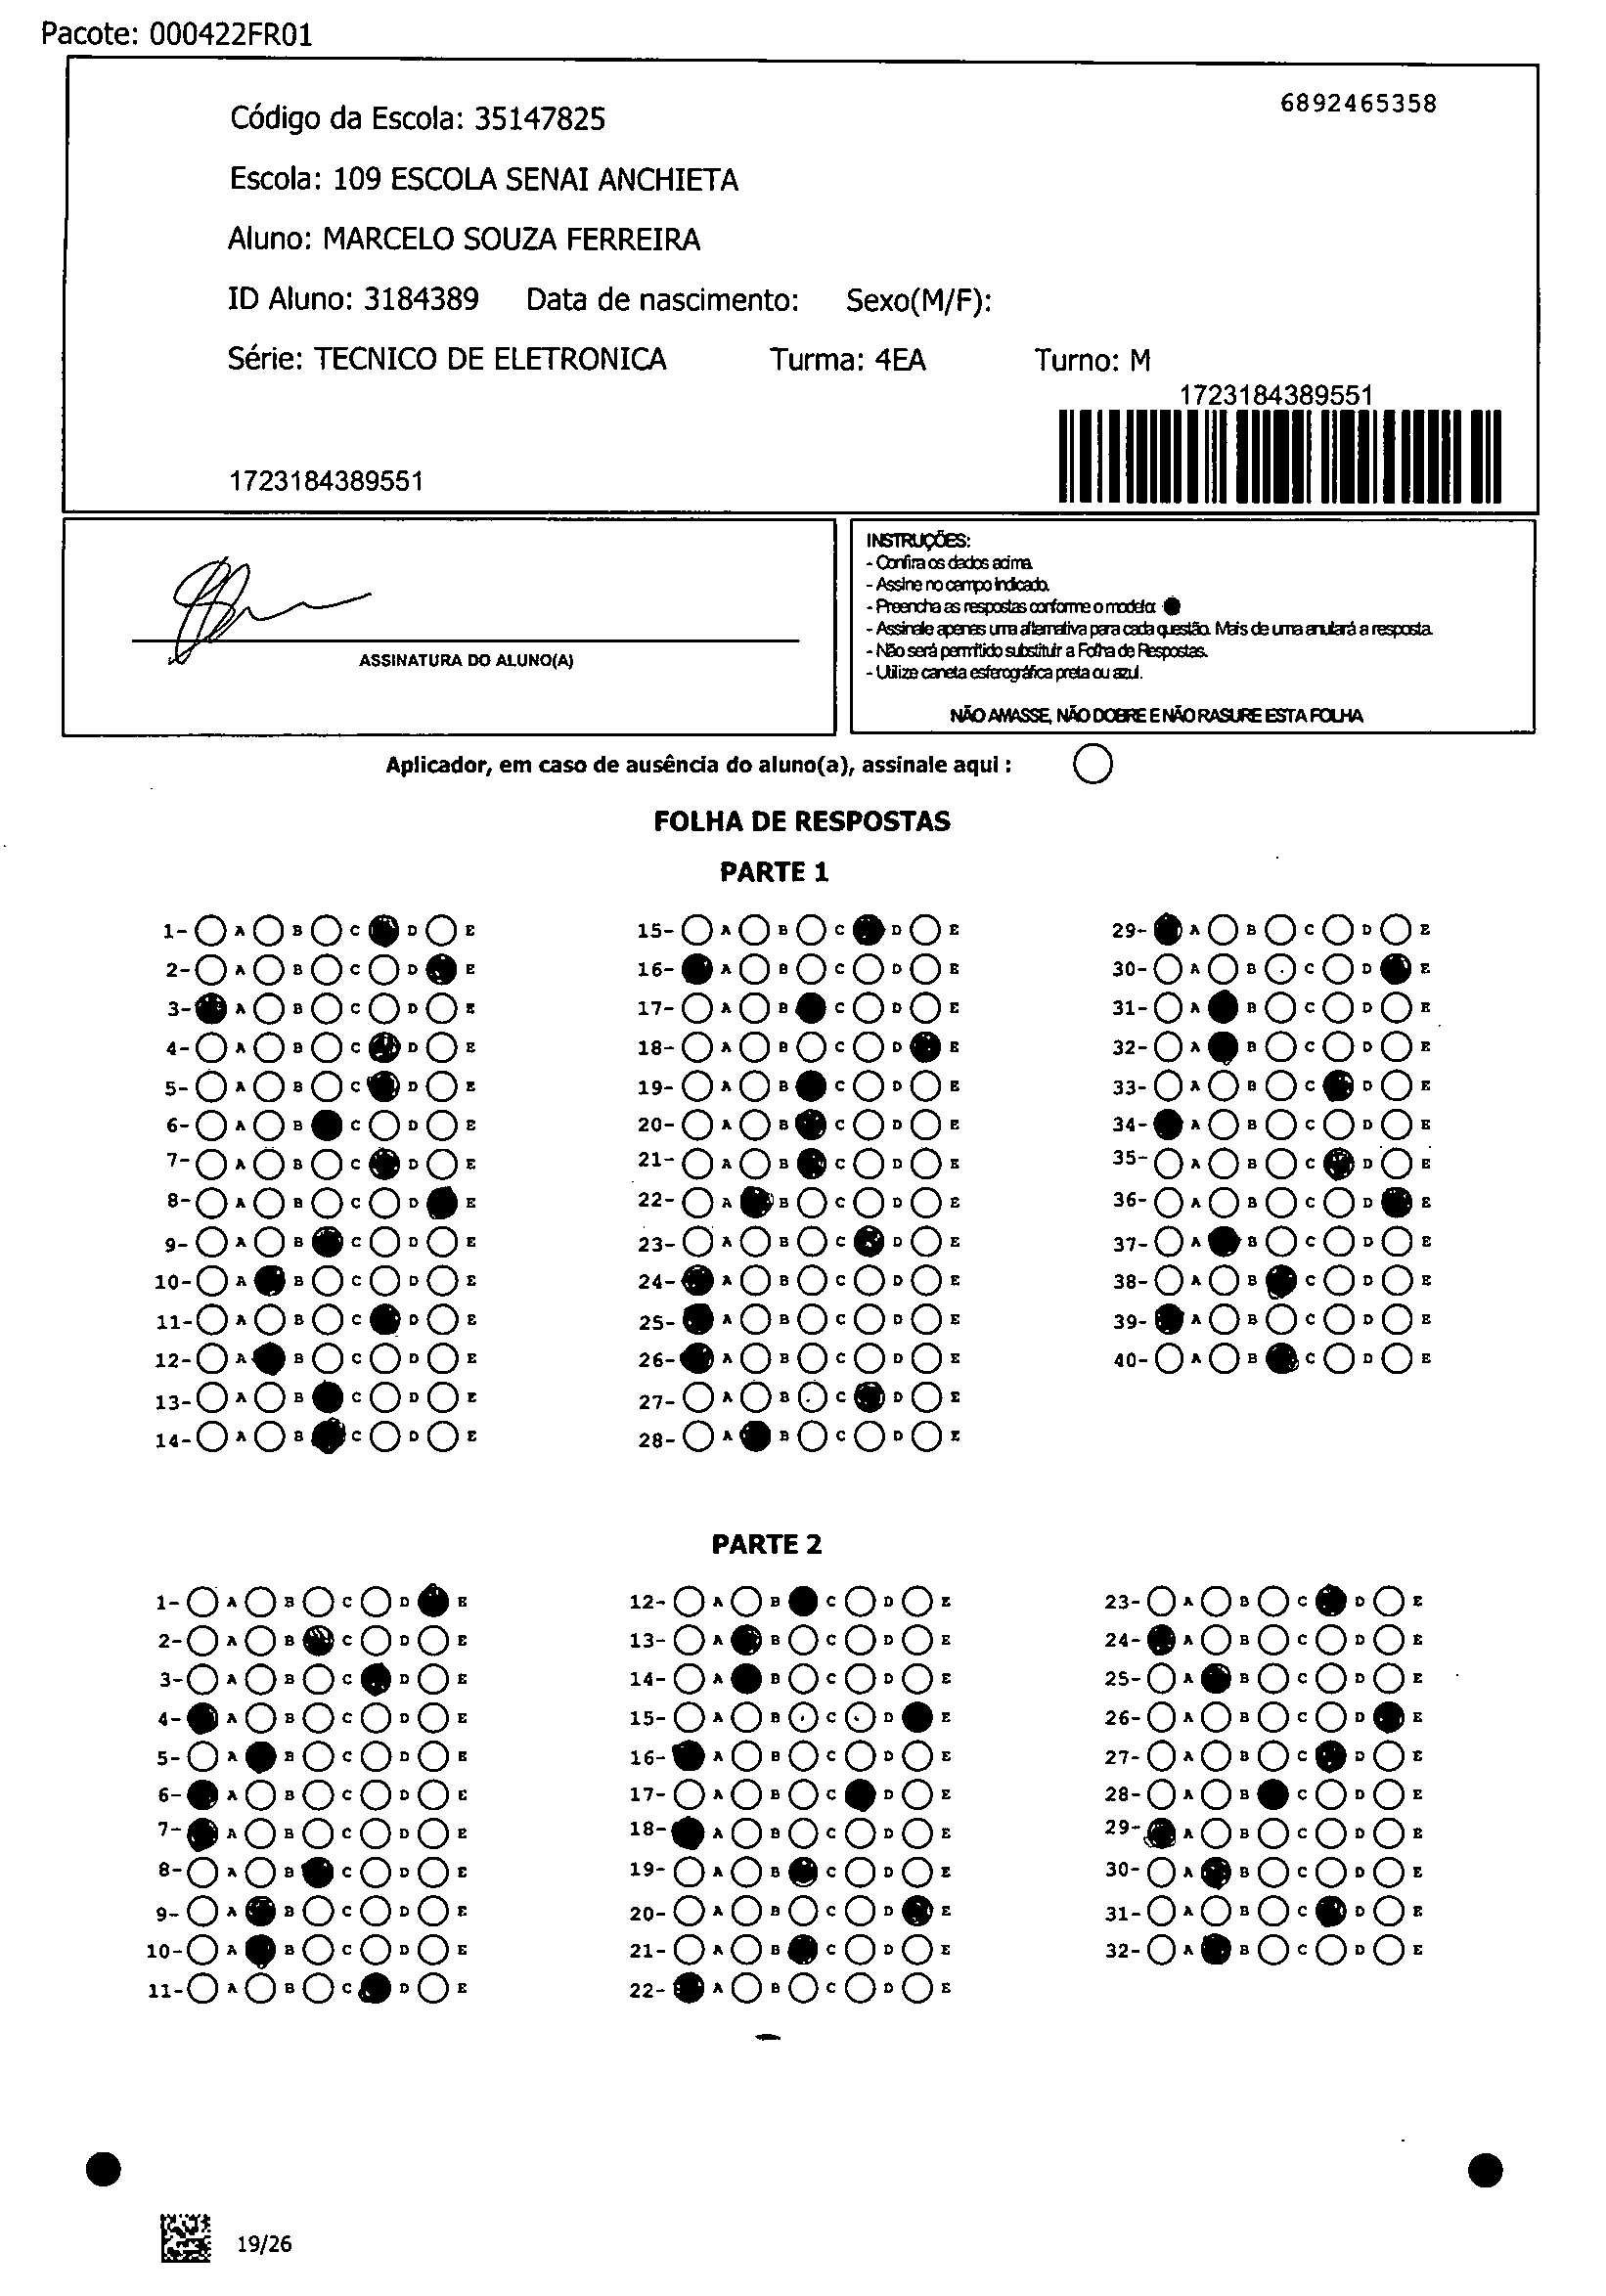 Pacote: 000422FR01
6892465358
Código da Escola: 35147825
Escola: 109 ESCOLA SENAI ANCHIETA
Aluno: MARCELO SOUZA FERREIRA
ID Aluno: 3184389 Data de nascimento: Sexo(M/F):
Série: TECNICO DE ELETRONICA Turma: 4EA Turno: M
1723184389551
1723184389551
ASSINATURA DO ALUNO(A)
INSTRUÇÕES:
- Confira os dados acima.
- Assine no campo indicado.
- Preencha as respostas conforme o modelo:
- Assinale apenas uma alternativa para cada questão. Mais de uma anulará a resposta.
- Não será permitido substituir a Folha de Respostas.
- Utilize caneta esferográfica preta ou azul.
NÃO AMASSE, NÃO DOBRE E NÃO RASURE ESTA FOLHA
Aplicador, em caso de ausência do aluno(a), assinale aqui :
FOLHA DE RESPOSTAS
PARTE 1
1- A B C D E 15- A B C D E 29- A B C D E
2- A B C D E 16- A B C D E 30- A B C D E
3- A B C D E 17- A B C D E 31- A B C D E
4- A B C D E 18- A B C D E 32- A B C D E
5- A B C D E 19- A B C D E 33- A B C D E
6- A B C D E 20- A B C D E 34- A B C D E
7- A B C D E 21- A B C D E 35- A B C D E
8- A B C D E 22- A B C D E 36- A B C D E
9- A B C D E 23- A B C D E 37- A B C D E
10- A B C D E 24- A B C D E 38- A B C D E
11- A B C D E 25- A B C D E 39- A B C D E
12- A B C D E 26- A B C D E 40- A B C D E
13- A B C D E 27- A B C D E
14- A B C D E 28- A B C D E
PARTE 2
1- A B C D E 12- A B C D E 23- A B C D E
2- A B C D E 13- A B C D E 24- A B C D E
3- A B C D E 14- A B C D E 25- A B C D E
4- A B C D E 15- A B C D E 26- A B C D E
5- A B C D E 16- A B C D E 27- A B C D E
6- A B C D E 17- A B C D E 28- A B C D E
7- A B C D E 18- A B C D E 29- A B C D E
8- A B C D E 19- A B C D E 30- A B C D E
9- A B C D E 20- A B C D E 31- A B C D E
10- A B C D E 21- A B C D E 32- A B C D E
11- A B C D E 22- A B C D E
19/26